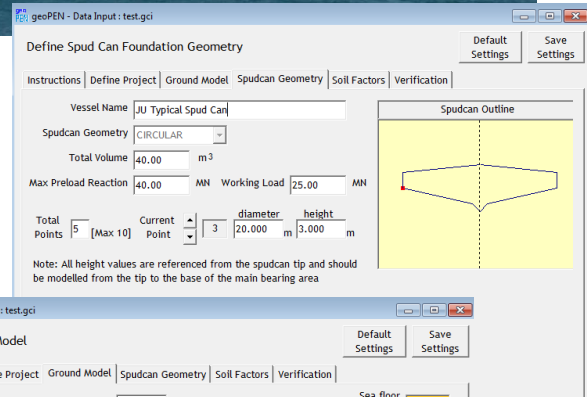 geoPEN - Data Input : test.gci
Define Spud Can Foundation Geometry
Default Settings
Save Settings
Instructions Define Project Ground Model Spudcan Geometry Soil Factors Verification
Vessel Name JU Typical Spud Can
Spudcan Outline
Spudcan Geometry CIRCULAR
Total Volume 40.00 m3
Max Preload Reaction 40.00 MN Working Load 25.00 MN
Total Points 5 [Max 10] Current Point 3 diameter 20.000 m height 3.000 m
Note: All height values are referenced from the spudcan tip and should
be modelled from the tip to the base of the main bearing area
: test.gci
Model
Default Settings
Save Settings
e Project Ground Model Spudcan Geometry Soil Factors Verification
Sea floor